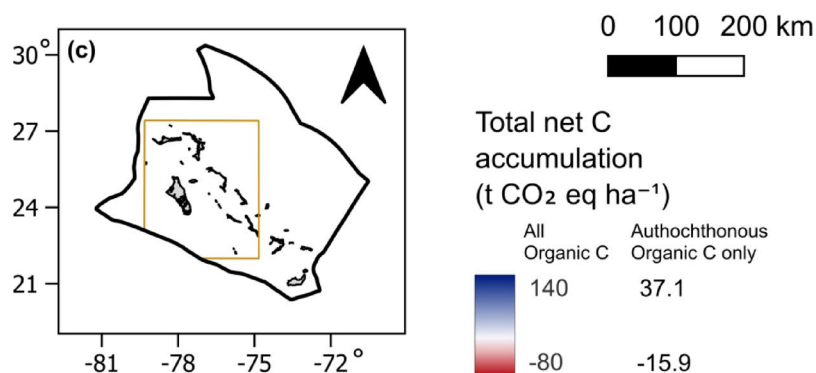 30°
(c)
27
24
21
-81 -78 -75 -72 °
0 100 200 km
Total net C
accumulation
(t CO₂ eq ha⁻¹)
All Authochthonous
Organic C Organic C only
140 37.1
-80 -15.9